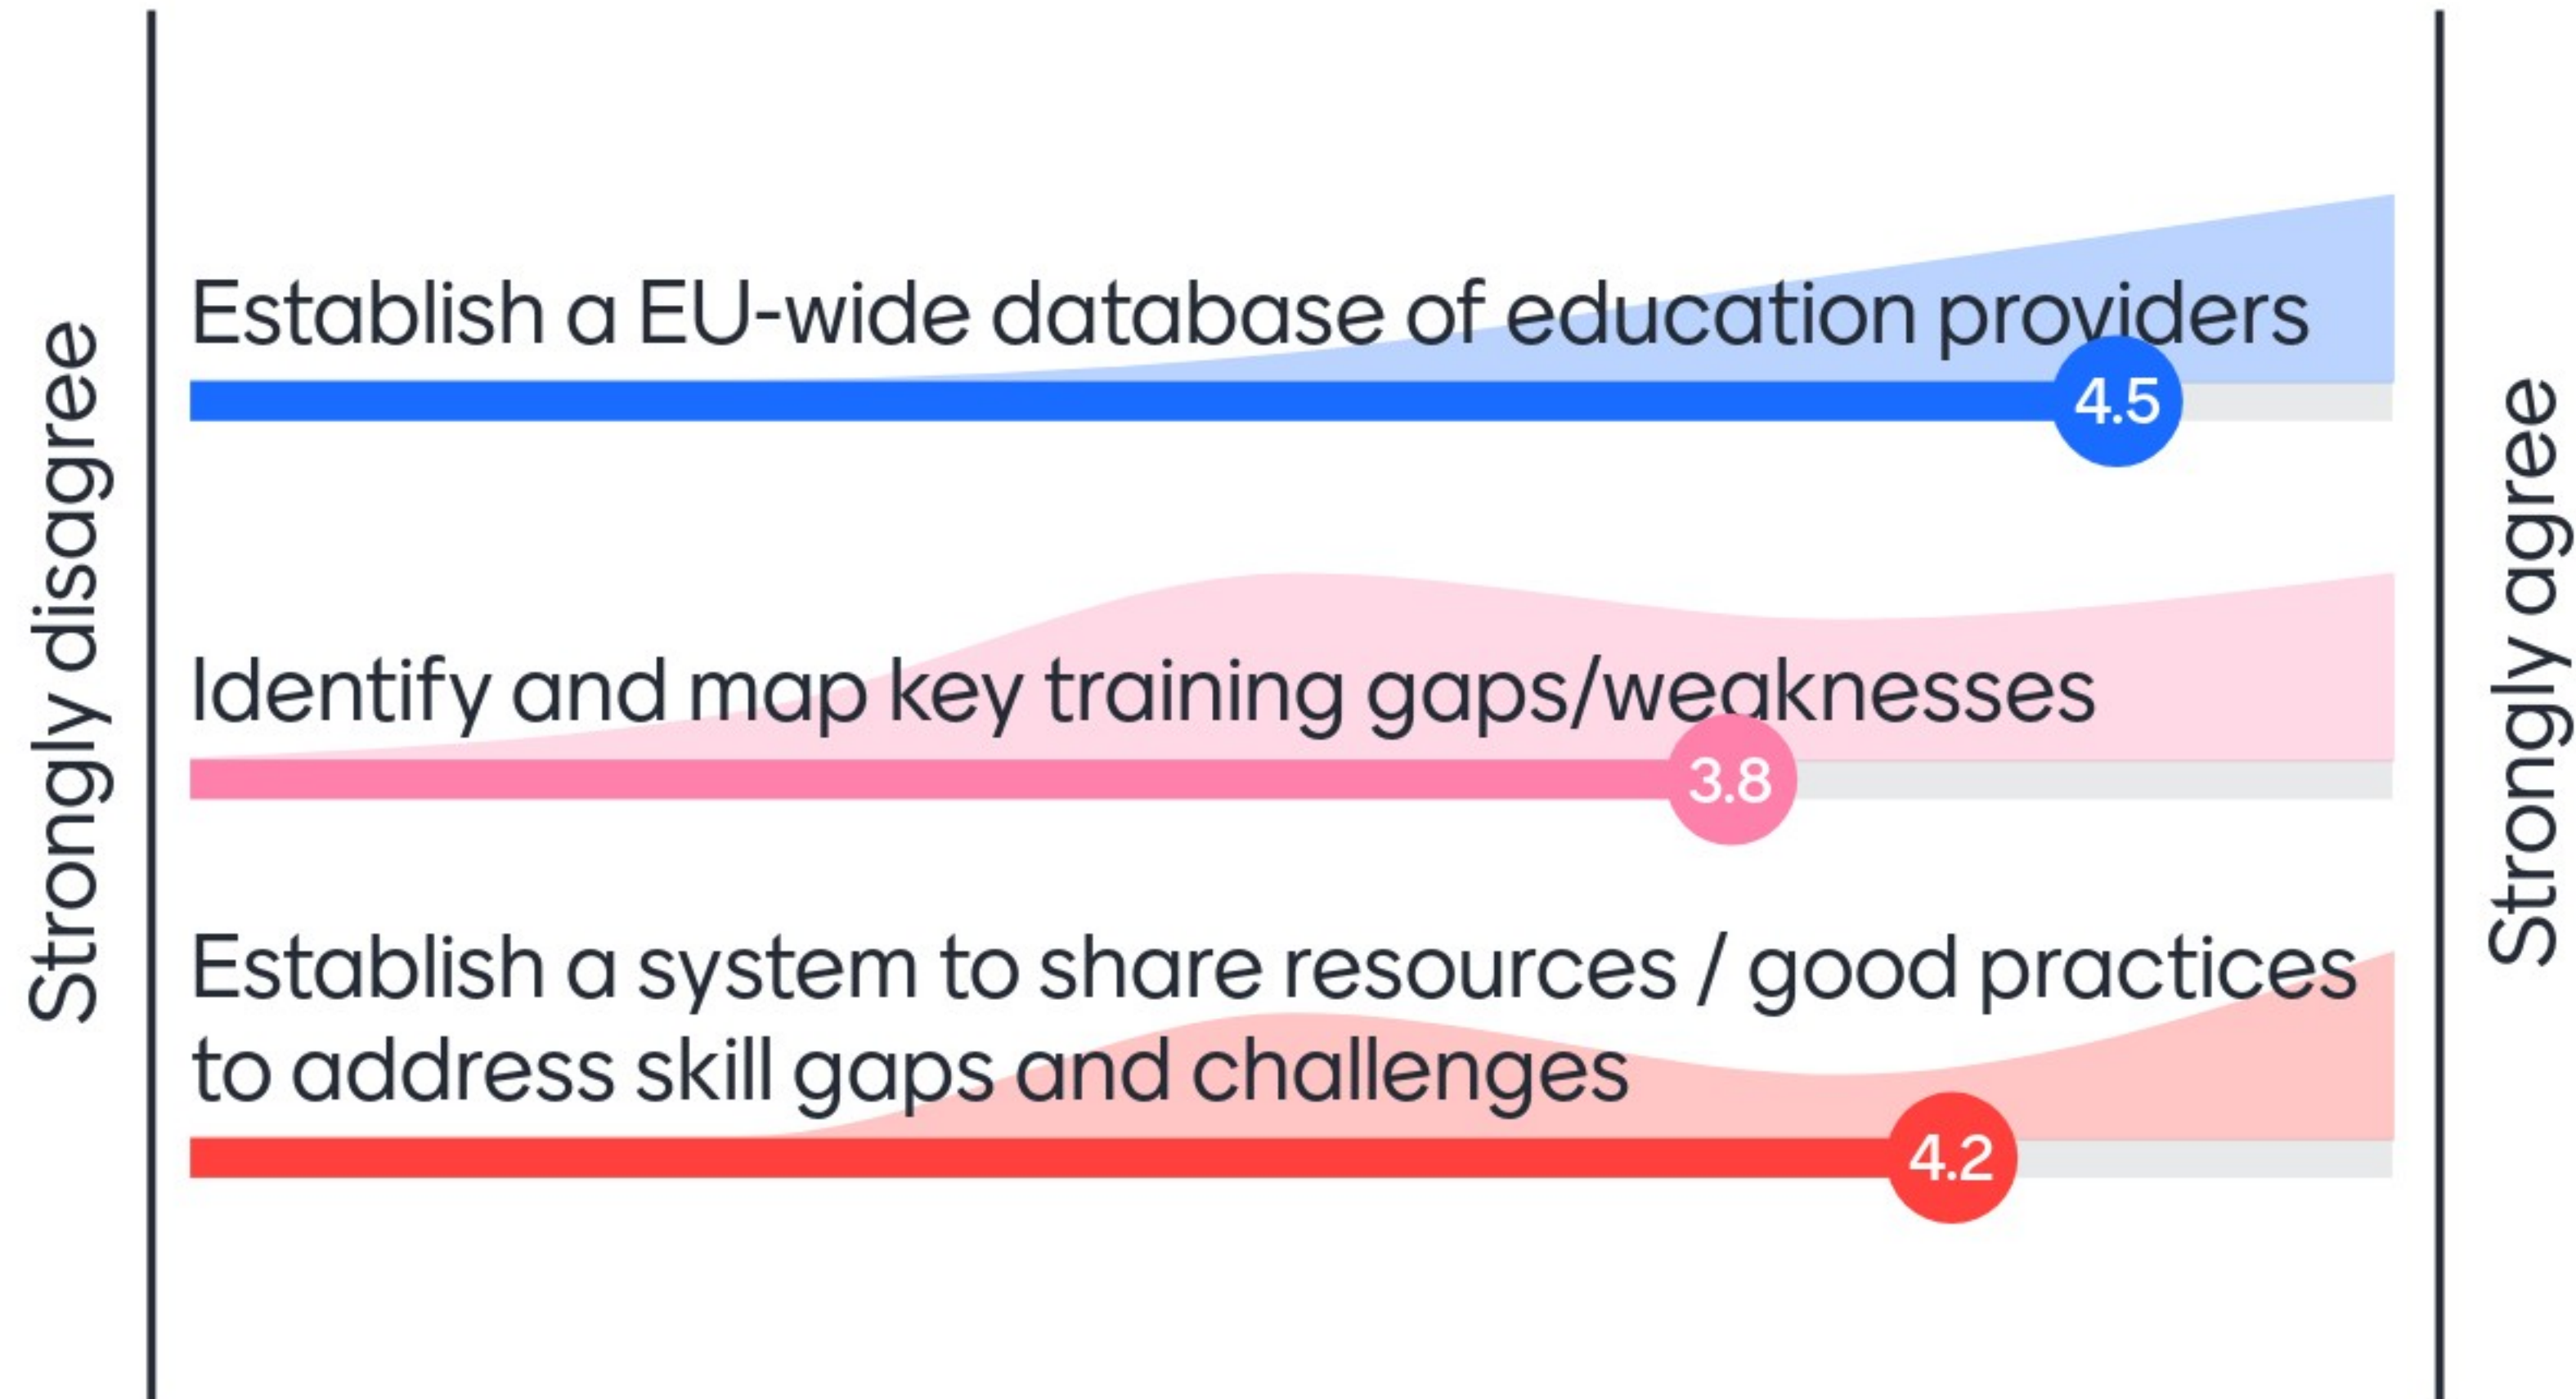 Strongly disagree
Establish a EU-wide database of education providers
4.5
Identify and map key training gaps/weaknesses
3.8
Establish a system to share resources / good practices
to address skill gaps and challenges
4.2
Strongly agree